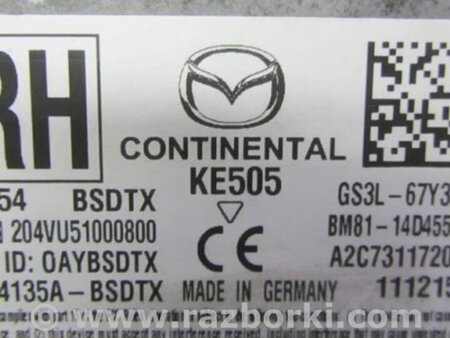 RH
CONTINENTAL
KE505
54 BSDTX
GS3L-67Y3
204VU51000800
BM81-14D455
CE
ID: 0AYBSDTX
A2C7311720
4135A-BSDTX MADE IN GERMANY 111215
www.razborki.com